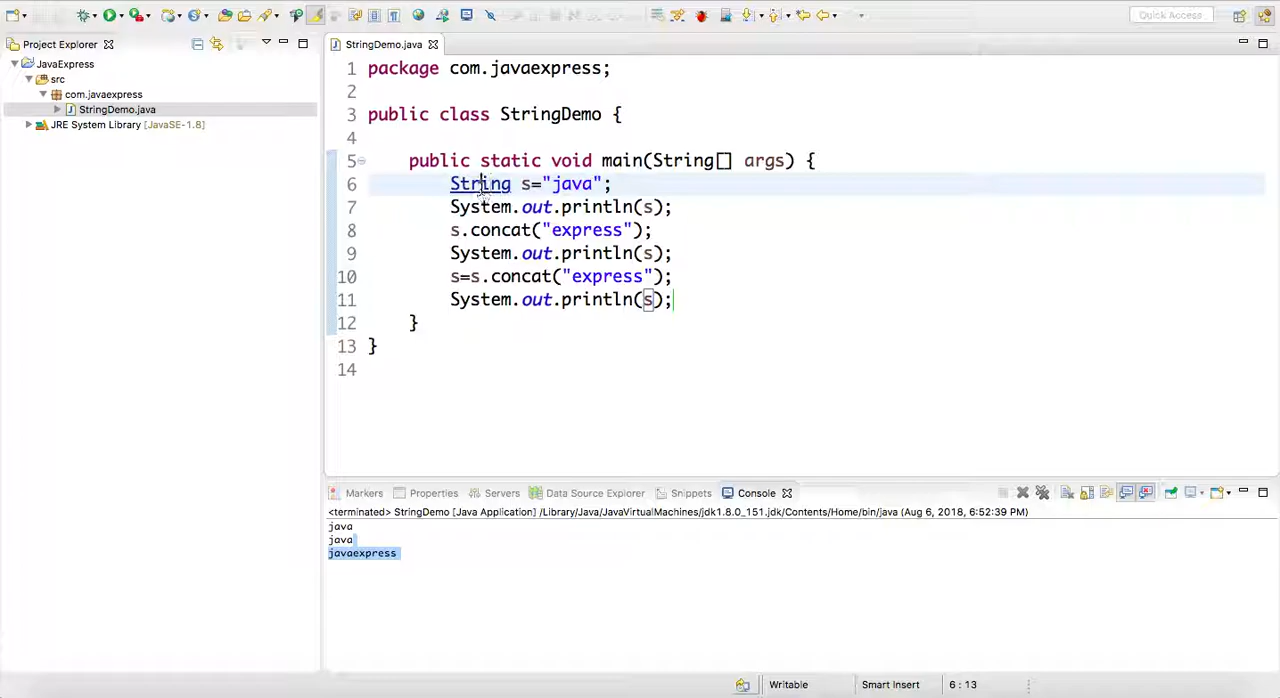 Quick Access
Project Explorer
StringDemo.java
JavaExpress
src
com.javaexpress
StringDemo.java
JRE System Library [JavaSE-1.8]
1 package com.javaexpress;
2
3 public class StringDemo {
4
5 public static void main(String[] args) {
6 String s="java";
7 System.out.println(s);
8 s.concat("express");
9 System.out.println(s);
10 s=s.concat("express");
11 System.out.println(s);
12 }
13 }
14
Markers Properties Servers Data Source Explorer Snippets Console
<terminated> StringDemo [Java Application] /Library/Java/JavaVirtualMachines/jdk1.8.0_151.jdk/Contents/Home/bin/java (Aug 6, 2018, 6:52:39 PM)
java
java
javaexpress
Writable Smart Insert 6 : 13